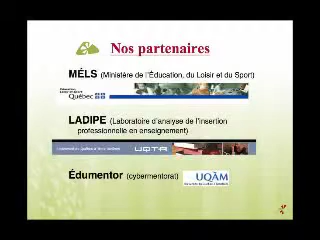 Nos partenaires
MÉLS (Ministère de l'Éducation, du Loisir et du Sport)
Québec
LADIPE (Laboratoire d'analyse de l'insertion
professionnelle en enseignement)
UQTR
Édumentor (cybermentorat)
UQÀM